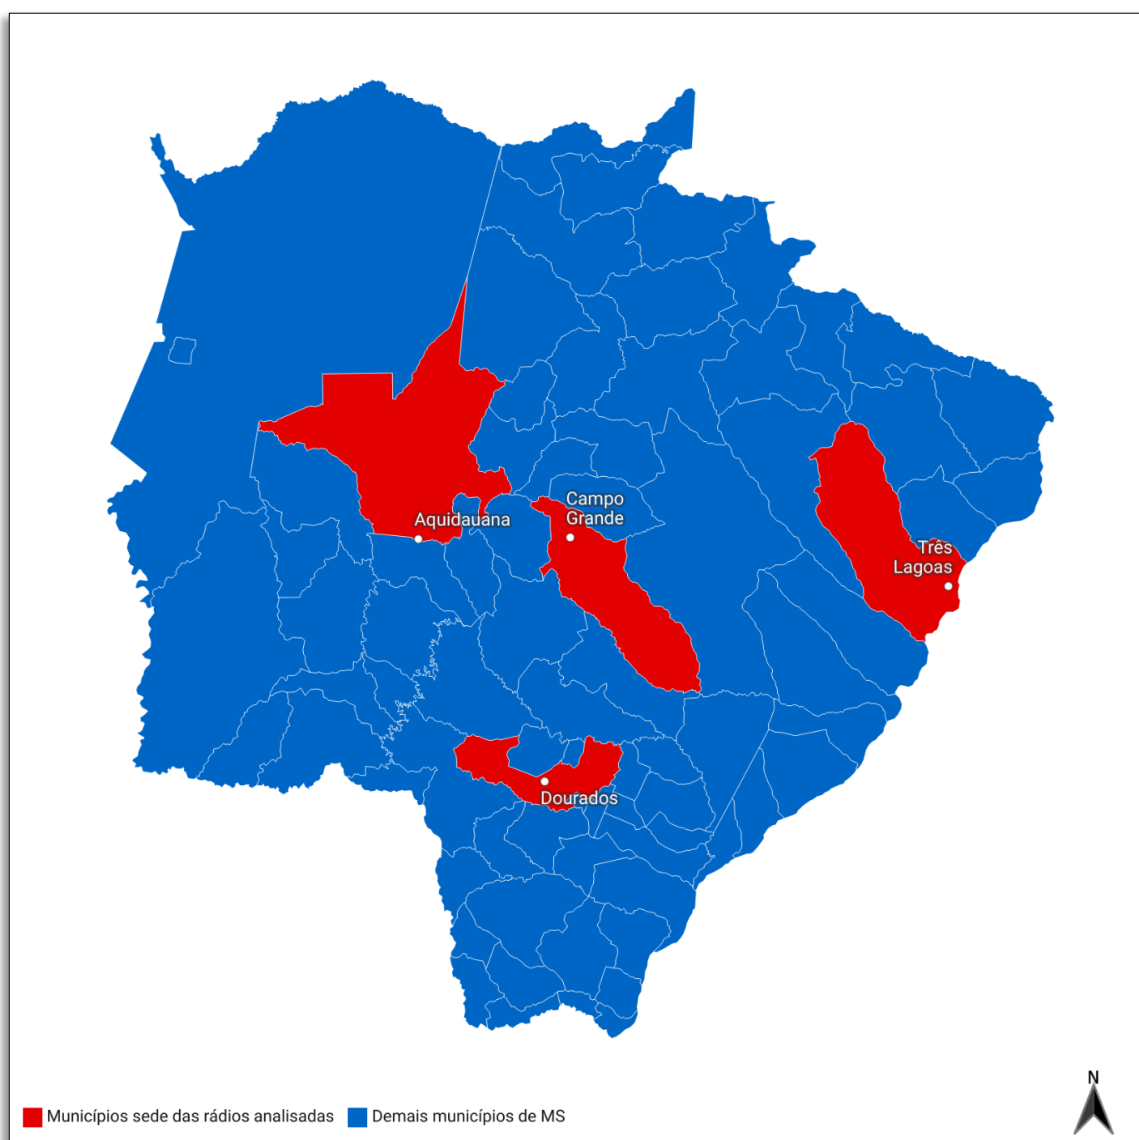 Campo
Grande
Aquidauana
Três
Lagoas
Dourados
N
Municípios sede das rádios analisadas
Demais municípios de MS